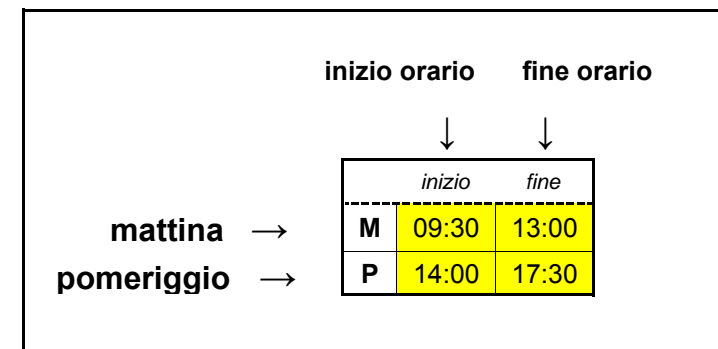 inizio orario fine orario
↓ ↓
inizio fine
mattina → M 09:30 13:00
pomeriggio → P 14:00 17:30